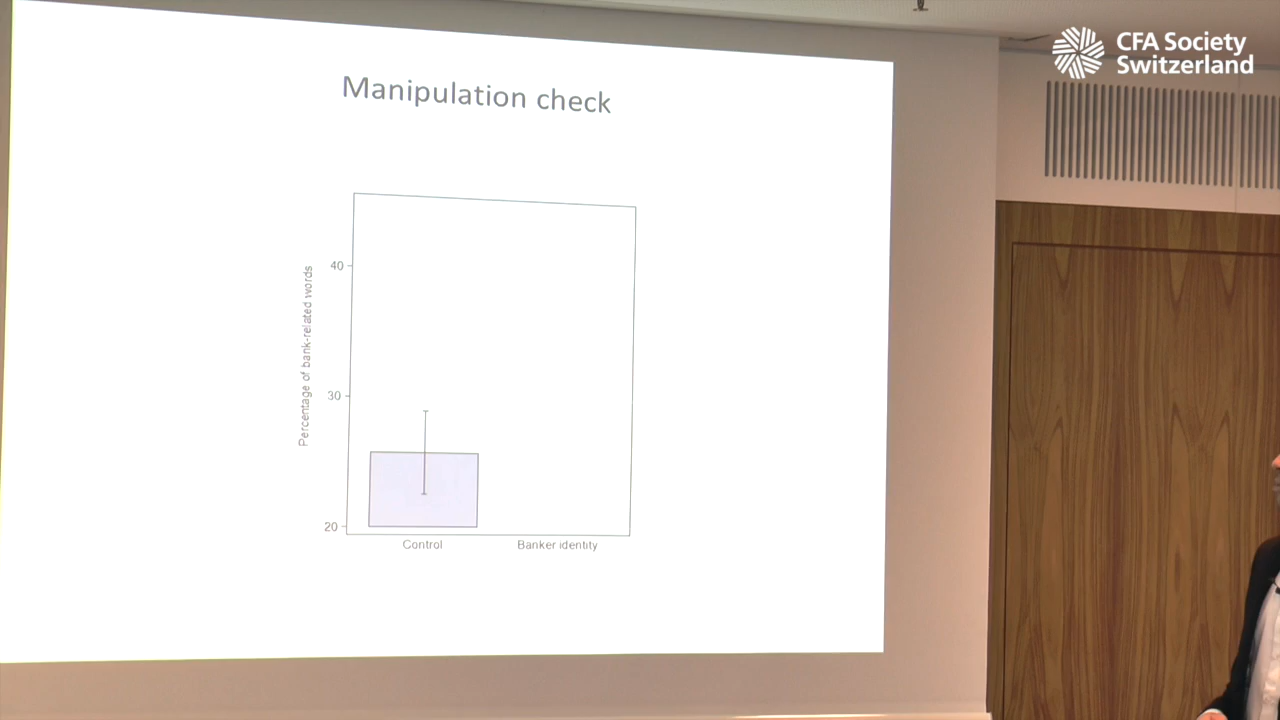 CFA Society
Switzerland
Manipulation check
Percentage of bank-related words
40
30
20
Control
Banker identity